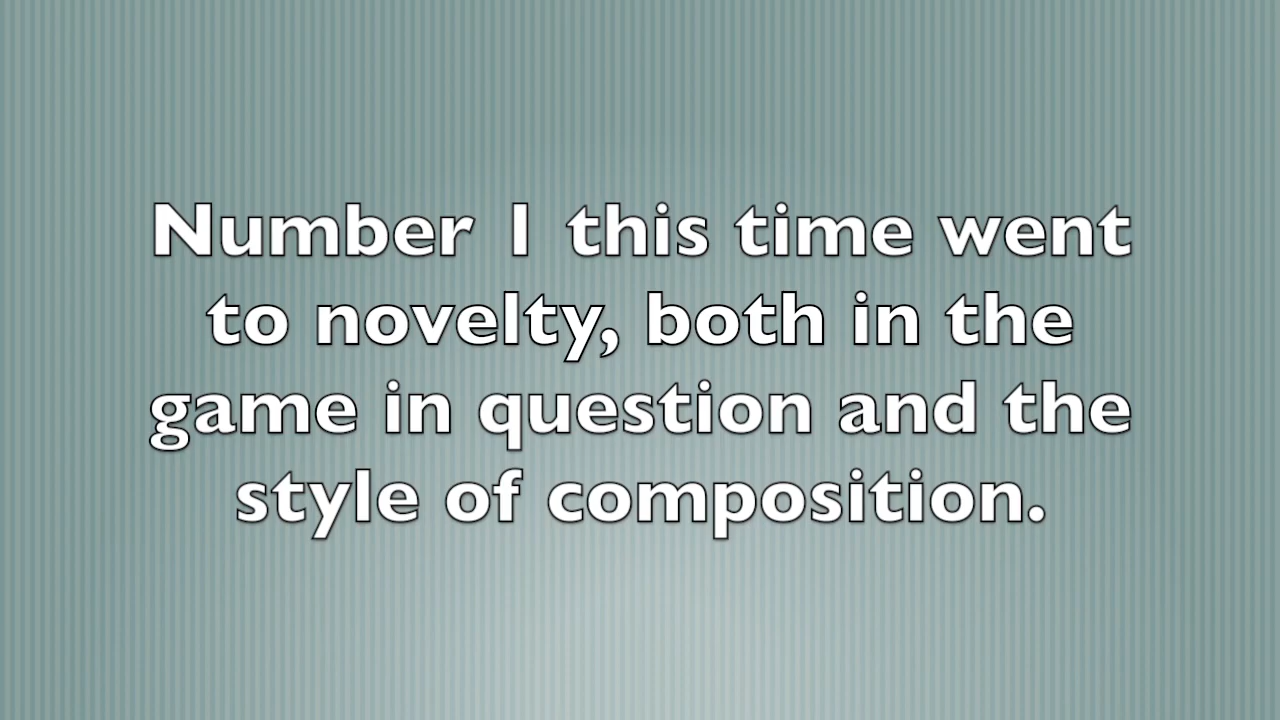 Number 1 this time went
to novelty, both in the
game in question and the
style of composition.